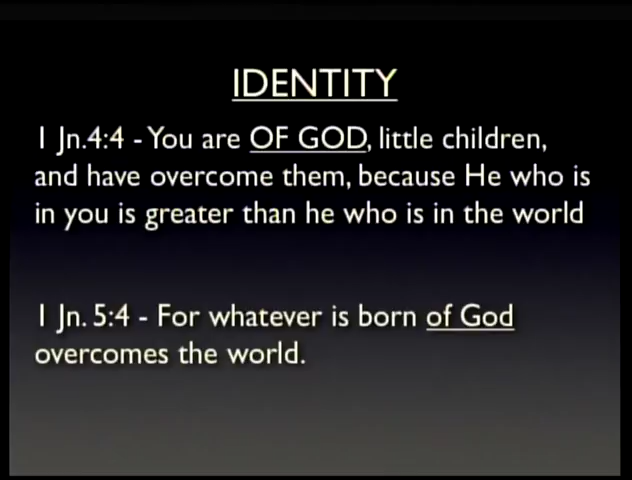 IDENTITY
1 Jn.4:4 - You are OF GOD, little children,
and have overcome them, because He who is
in you is greater than he who is in the world
1 Jn. 5:4 - For whatever is born of God
overcomes the world.